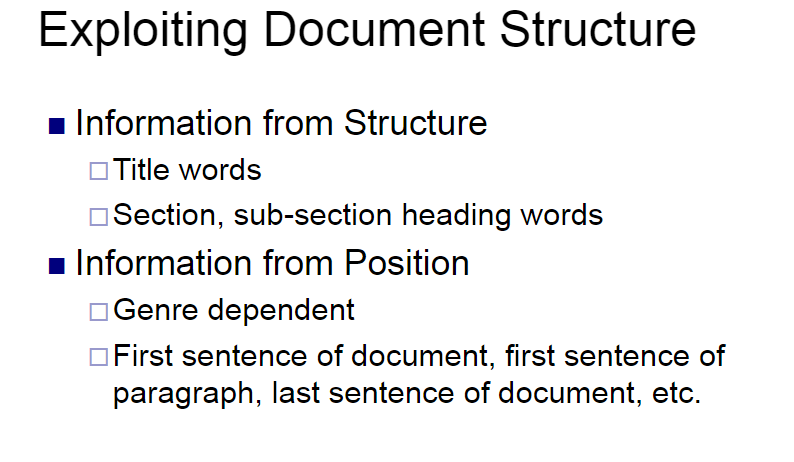 Exploiting Document Structure
Information from Structure
Title words
Section, sub-section heading words
Information from Position
Genre dependent
First sentence of document, first sentence of
paragraph, last sentence of document, etc.